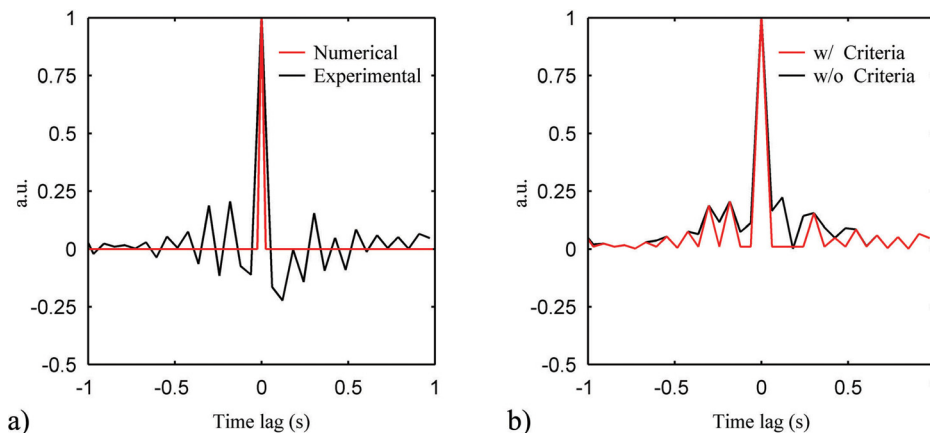 1
0.75
0.5
0.25
0
-0.25
-0.5
a.u.
Numerical
Experimental
-1
-0.5
0
0.5
1
Time lag (s)
a)
1
0.75
0.5
0.25
0
-0.25
-0.5
a.u.
w/ Criteria
w/o Criteria
-1
-0.5
0
0.5
Time lag (s)
b)